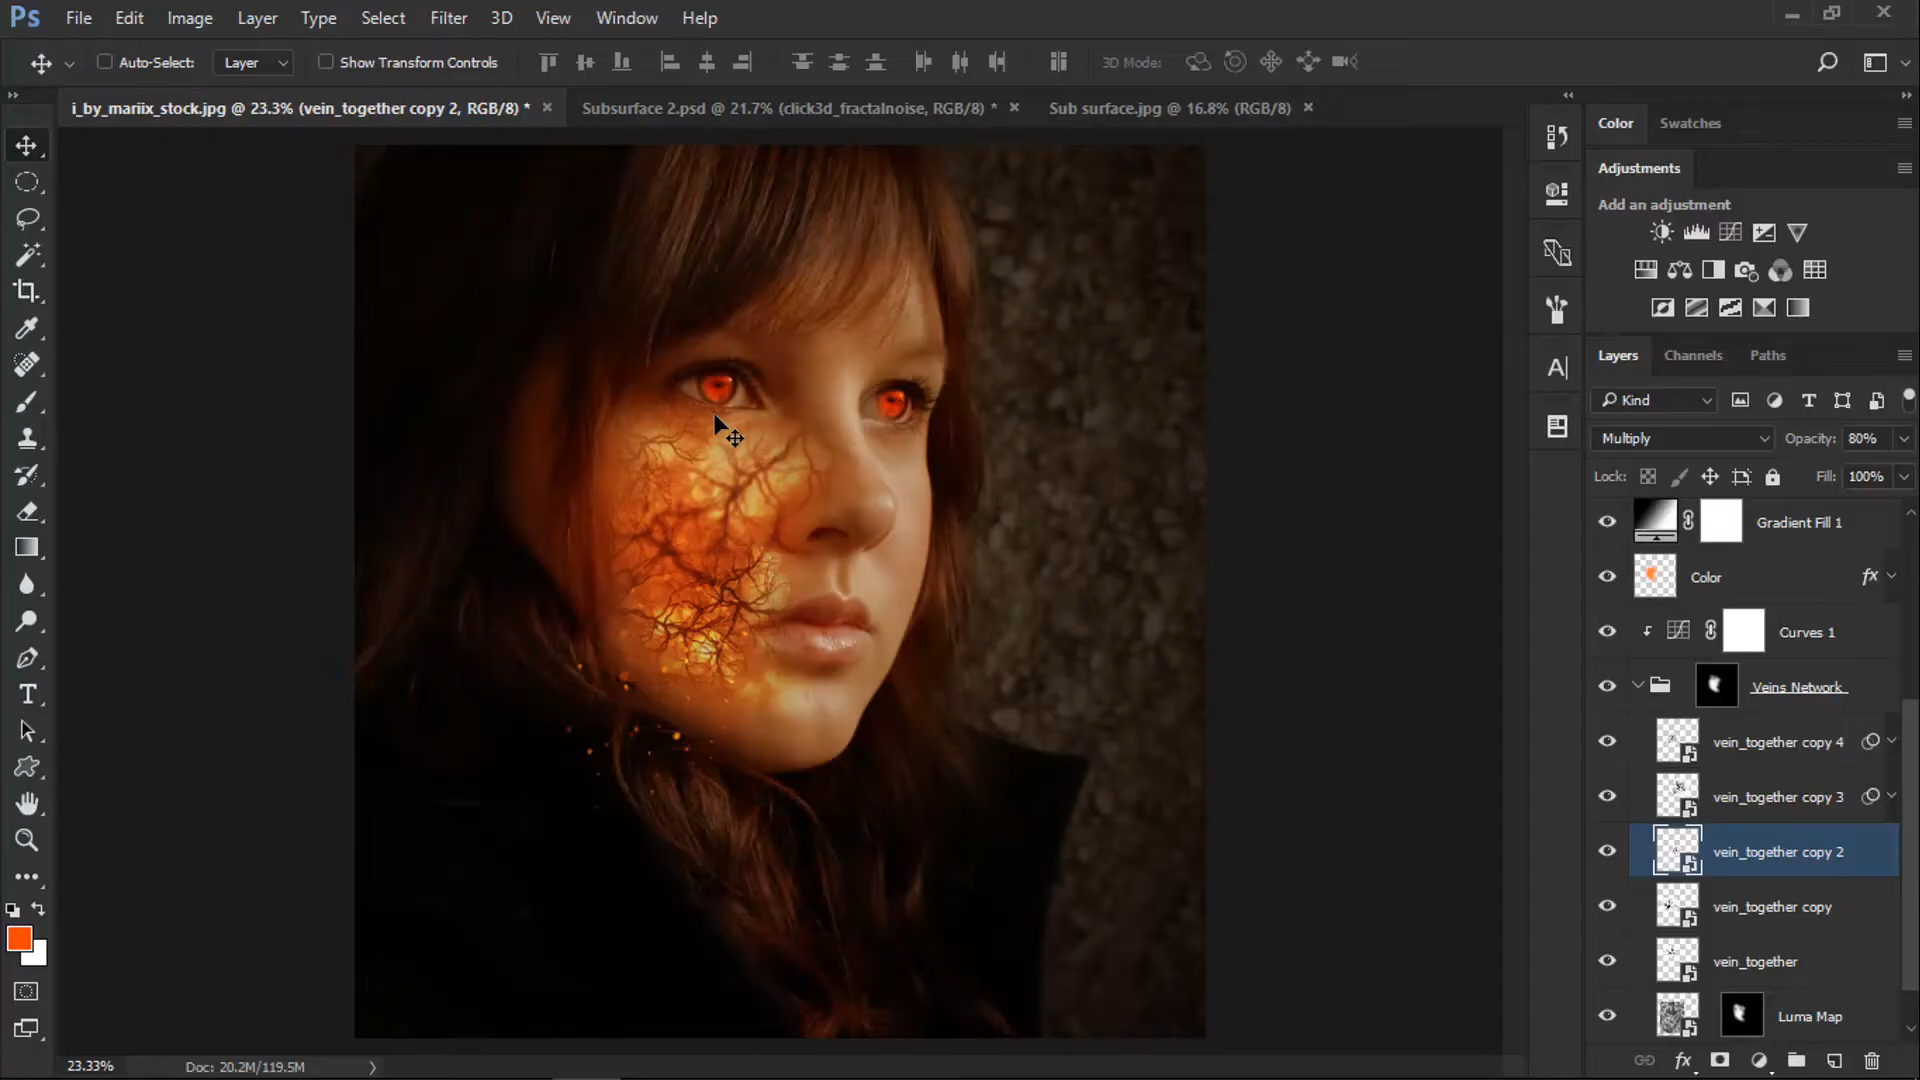 Ps File Edit Image Layer Type Select Filter 3D View Window Help
Auto-Select: Layer Show Transform Controls 3D Mode:
i_by_mariix_stock.jpg @ 23.3% (vein_together copy 2, RGB/8) * Subsurface 2.psd @ 21.7% (click3d_fractalnoise, RGB/8) * Sub surface.jpg @ 16.8% (RGB/8)
Color Swatches
Adjustments
Add an adjustment
Layers Channels Paths
Kind
Multiply Opacity: 80%
Lock: Fill: 100%
Gradient Fill 1
Color fx
Curves 1
Veins Network
vein_together copy 4
vein_together copy 3
vein_together copy 2
vein_together copy
vein_together
Luma Map
23.33% Doc: 20.2M/119.5M